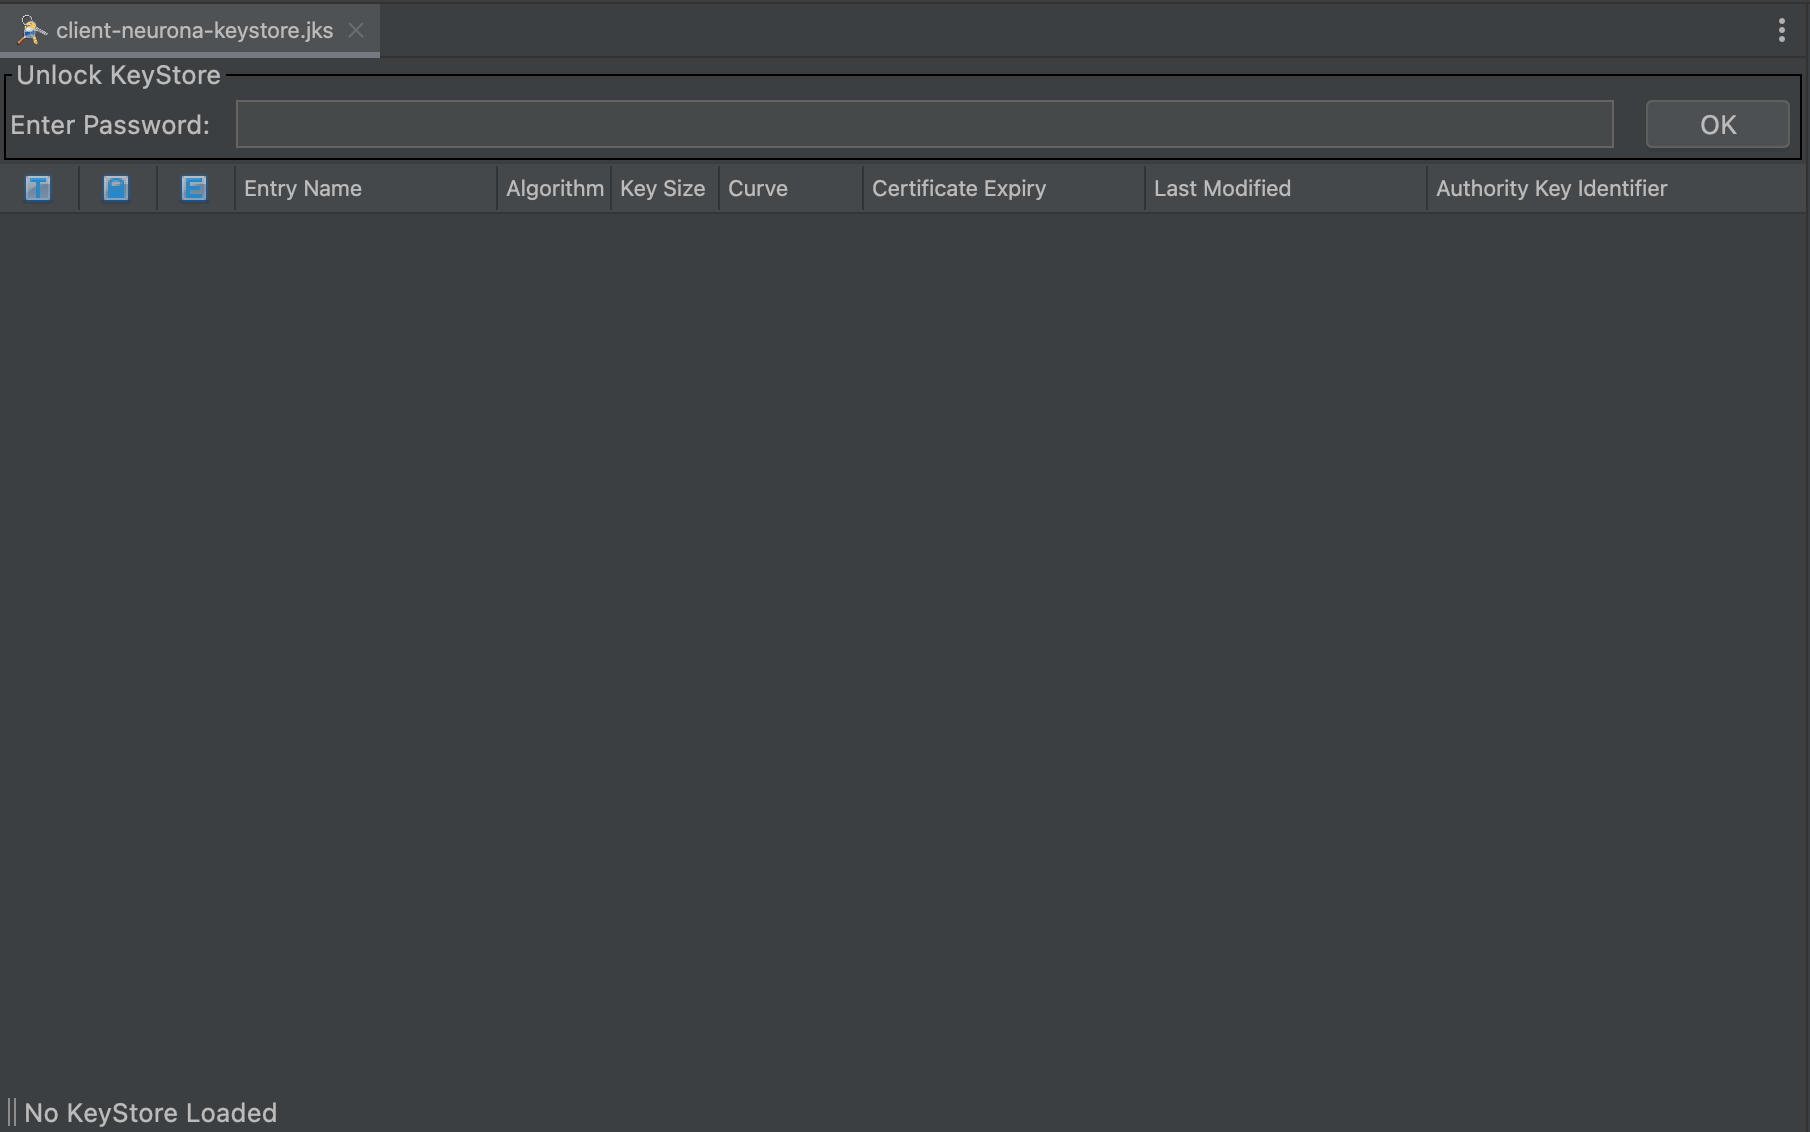 client-neurona-keystore.jks
Unlock KeyStore
Enter Password:
OK
T
E
Entry Name
Algorithm
Key Size
Curve
Certificate Expiry
Last Modified
Authority Key Identifier
No KeyStore Loaded